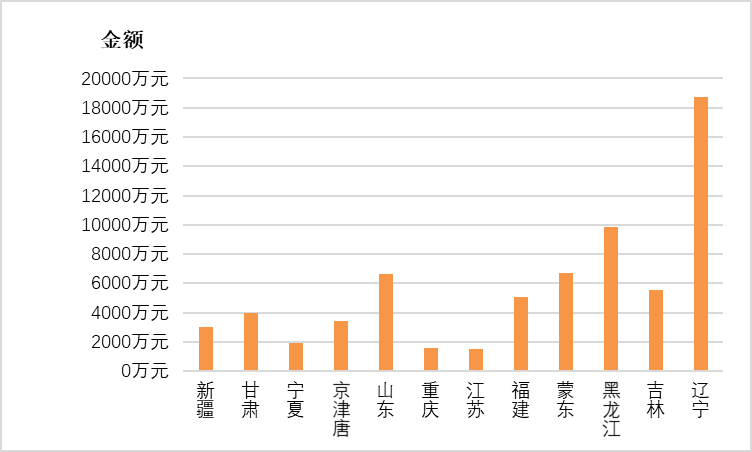 金额
20000万元
18000万元
16000万元
14000万元
12000万元
10000万元
8000万元
6000万元
4000万元
2000万元
0万元
新疆
甘肃
宁夏
京津唐
山东
重庆
江苏
福建
蒙东
黑龙江
吉林
辽宁